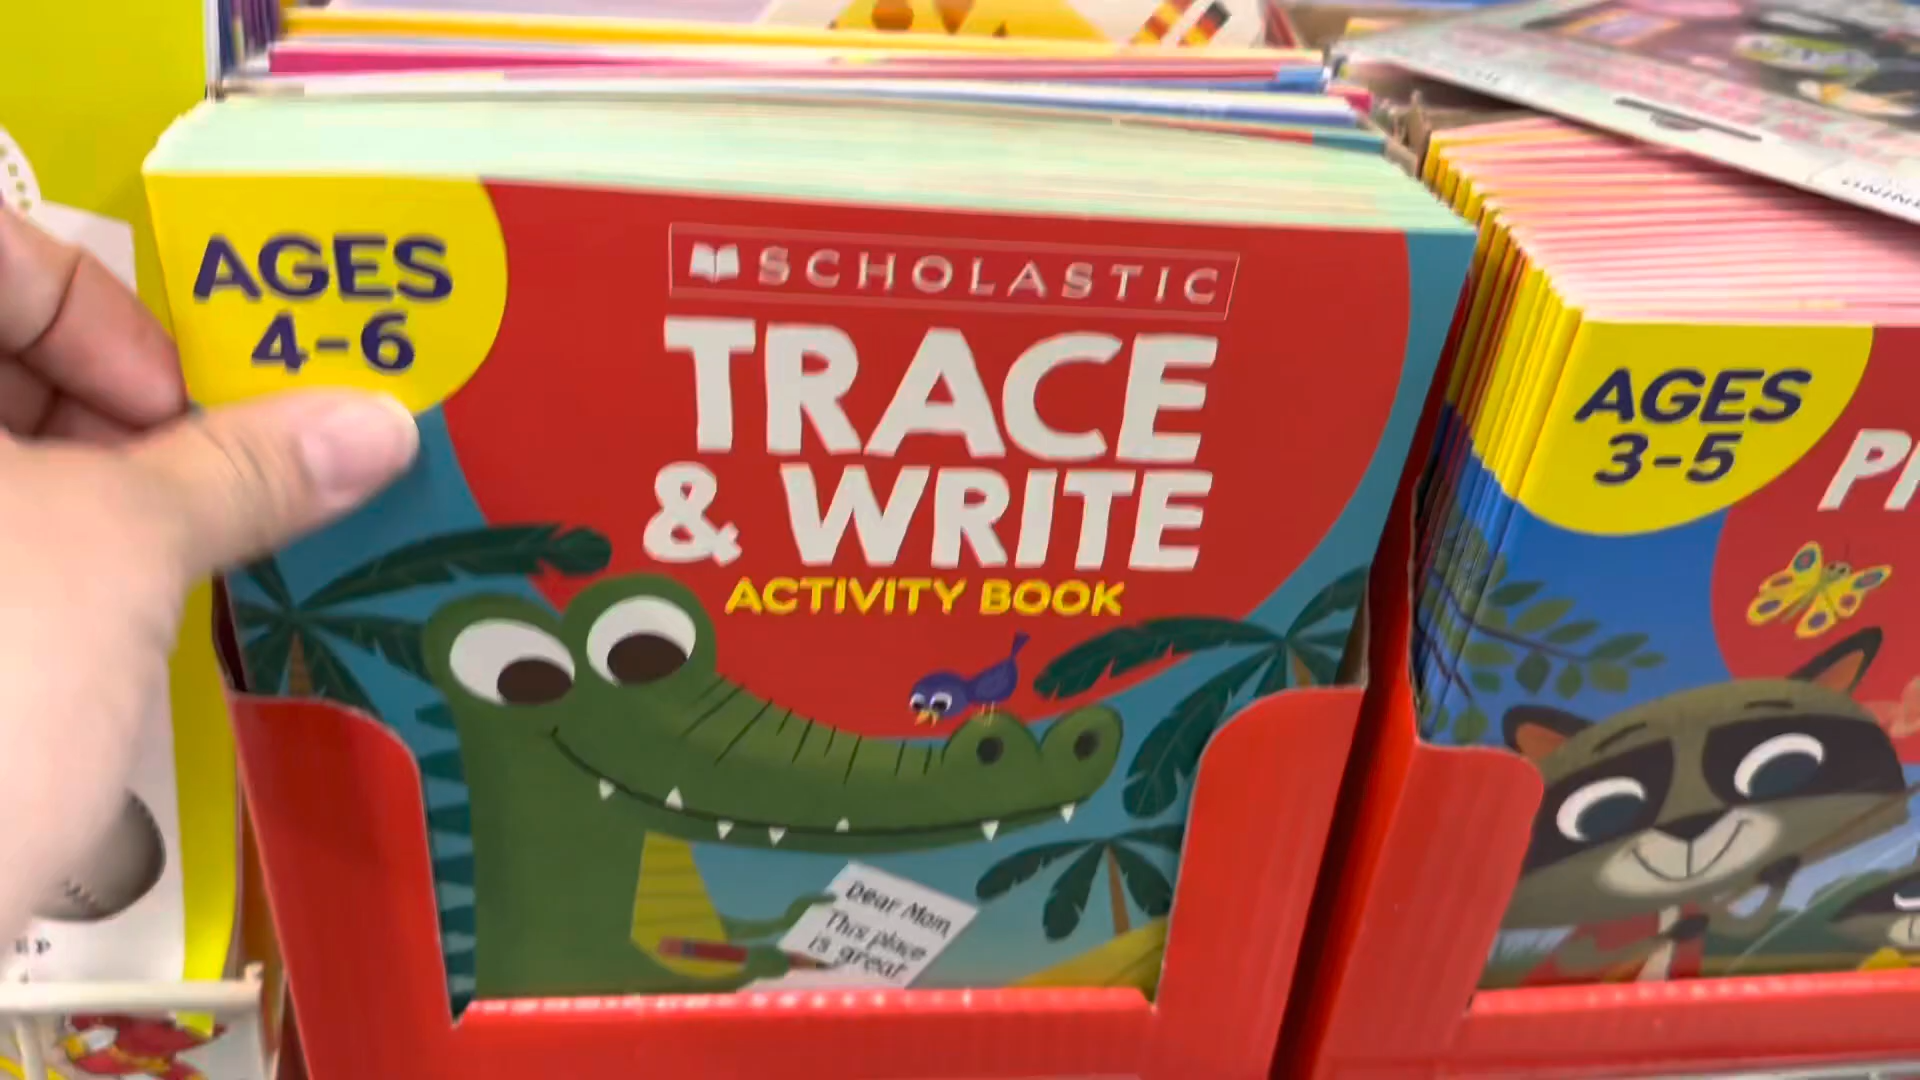 AGES
4-6
SCHOLASTIC
TRACE
& WRITE
ACTIVITY BOOK
Dear Mom,
This place
is great
AGES
3-5